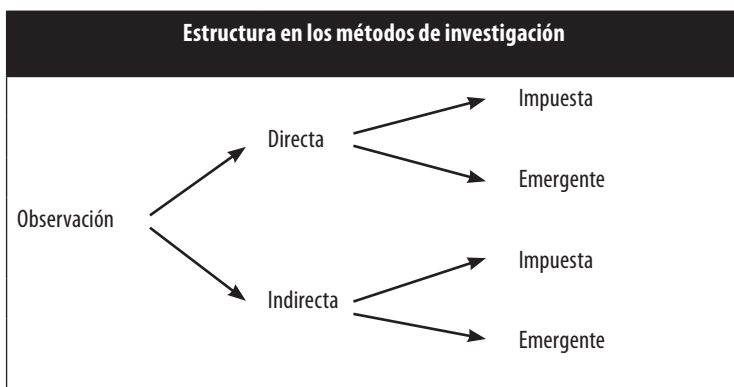 Estructura en los métodos de investigación
Impuesta
Directa
Emergente
Observación
Impuesta
Indirecta
Emergente